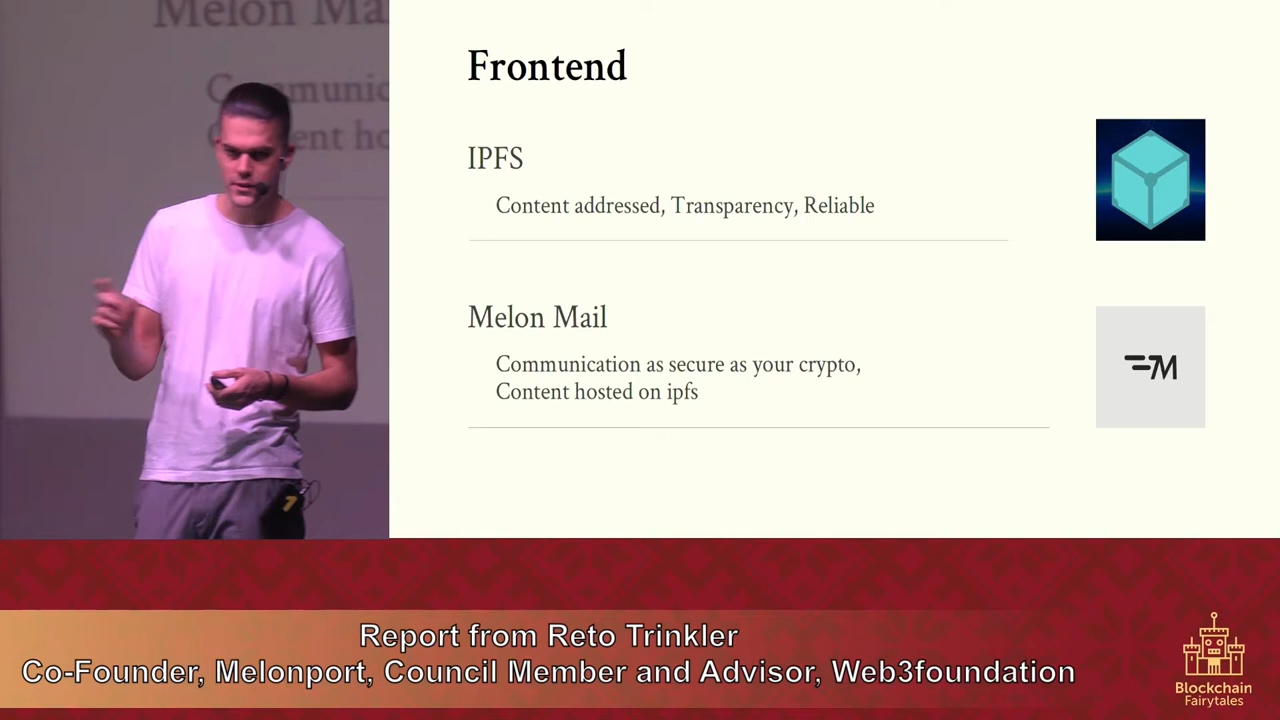 Melon Ma
Communic
ent ho
Frontend
IPFS
Content addressed, Transparency, Reliable
Melon Mail
Communication as secure as your crypto,
Content hosted on ipfs
Report from Reto Trinkler
Co-Founder, Melonport, Council Member and Advisor, Web3foundation
Blockchain
Fairytales